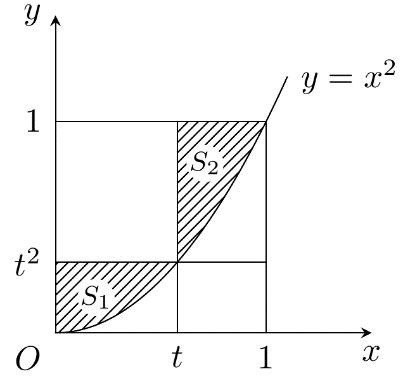 y
y = x²
1
S₂
t²
S₁
O
t
1
x